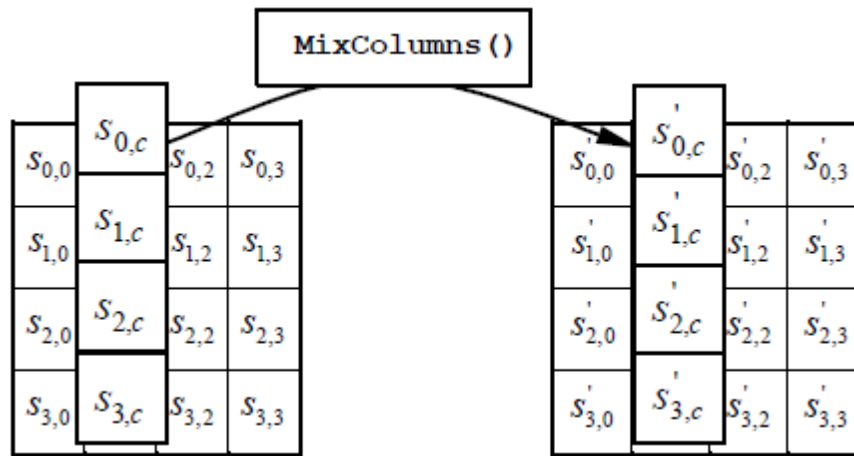 MixColumns()
s0,0 s0,c s0,2 s0,3 s'0,0 s'0,c s'0,2 s'0,3
s1,0 s1,c s1,2 s1,3 s'1,0 s'1,c s'1,2 s'1,3
s2,0 s2,c s2,2 s2,3 s'2,0 s'2,c s'2,2 s'2,3
s3,0 s3,c s3,2 s3,3 s'3,0 s'3,c s'3,2 s'3,3